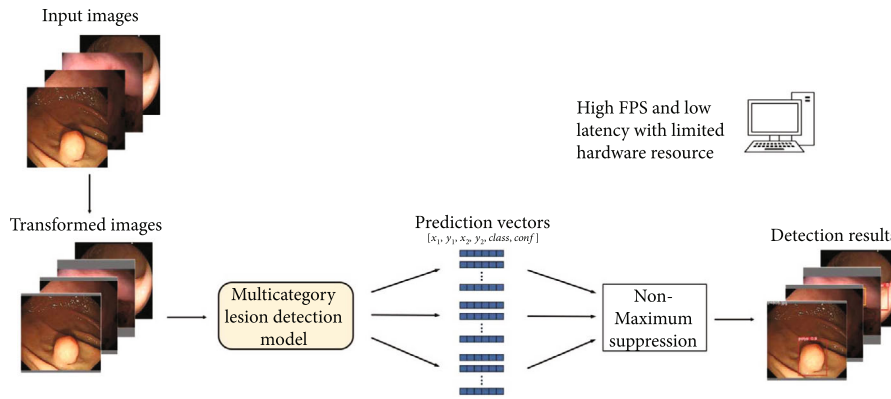 Input images
High FPS and low
latency with limited
hardware resource
Transformed images
Prediction vectors
[x₁, y₁, x₂, y₂, class, conf]
Detection results
Multicategory
lesion detection
model
Non-
Maximum
suppression